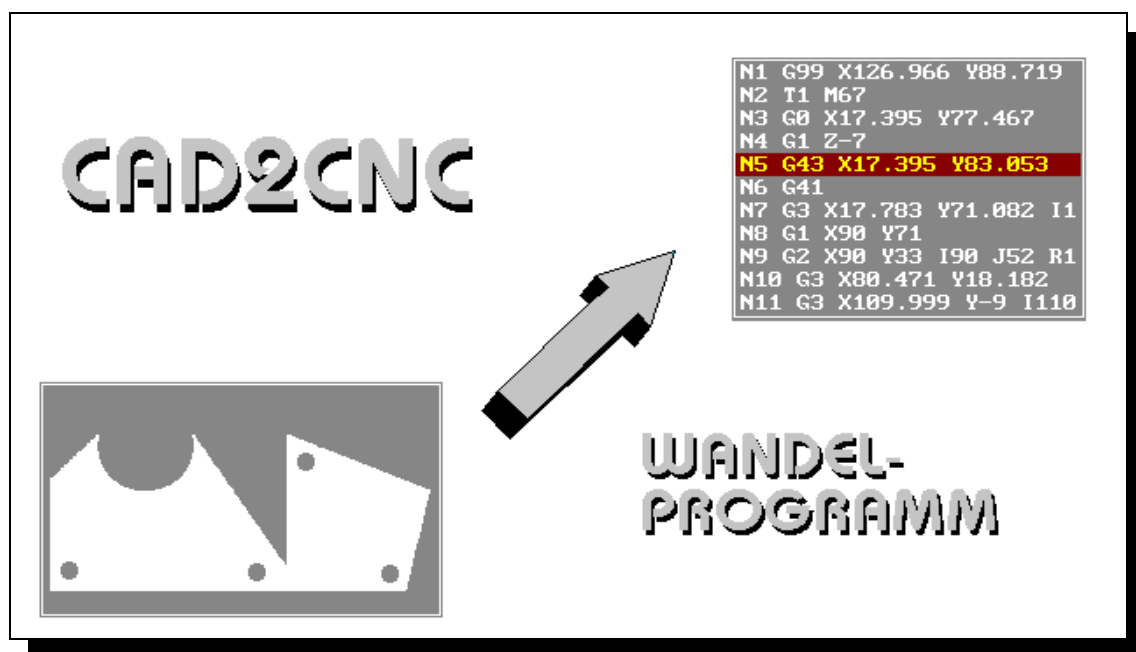 CAD2CNC
N1 G99 X126.966 Y88.719
N2 T1 M67
N3 G0 X17.395 Y77.467
N4 G1 Z-7
N5 G43 X17.395 Y83.053
N6 G41
N7 G3 X17.783 Y71.082 I1
N8 G1 X90 Y71
N9 G2 X90 Y33 I90 J52 R1
N10 G3 X80.471 Y18.182
N11 G3 X109.999 Y-9 I110
WANDEL-
PROGRAMM